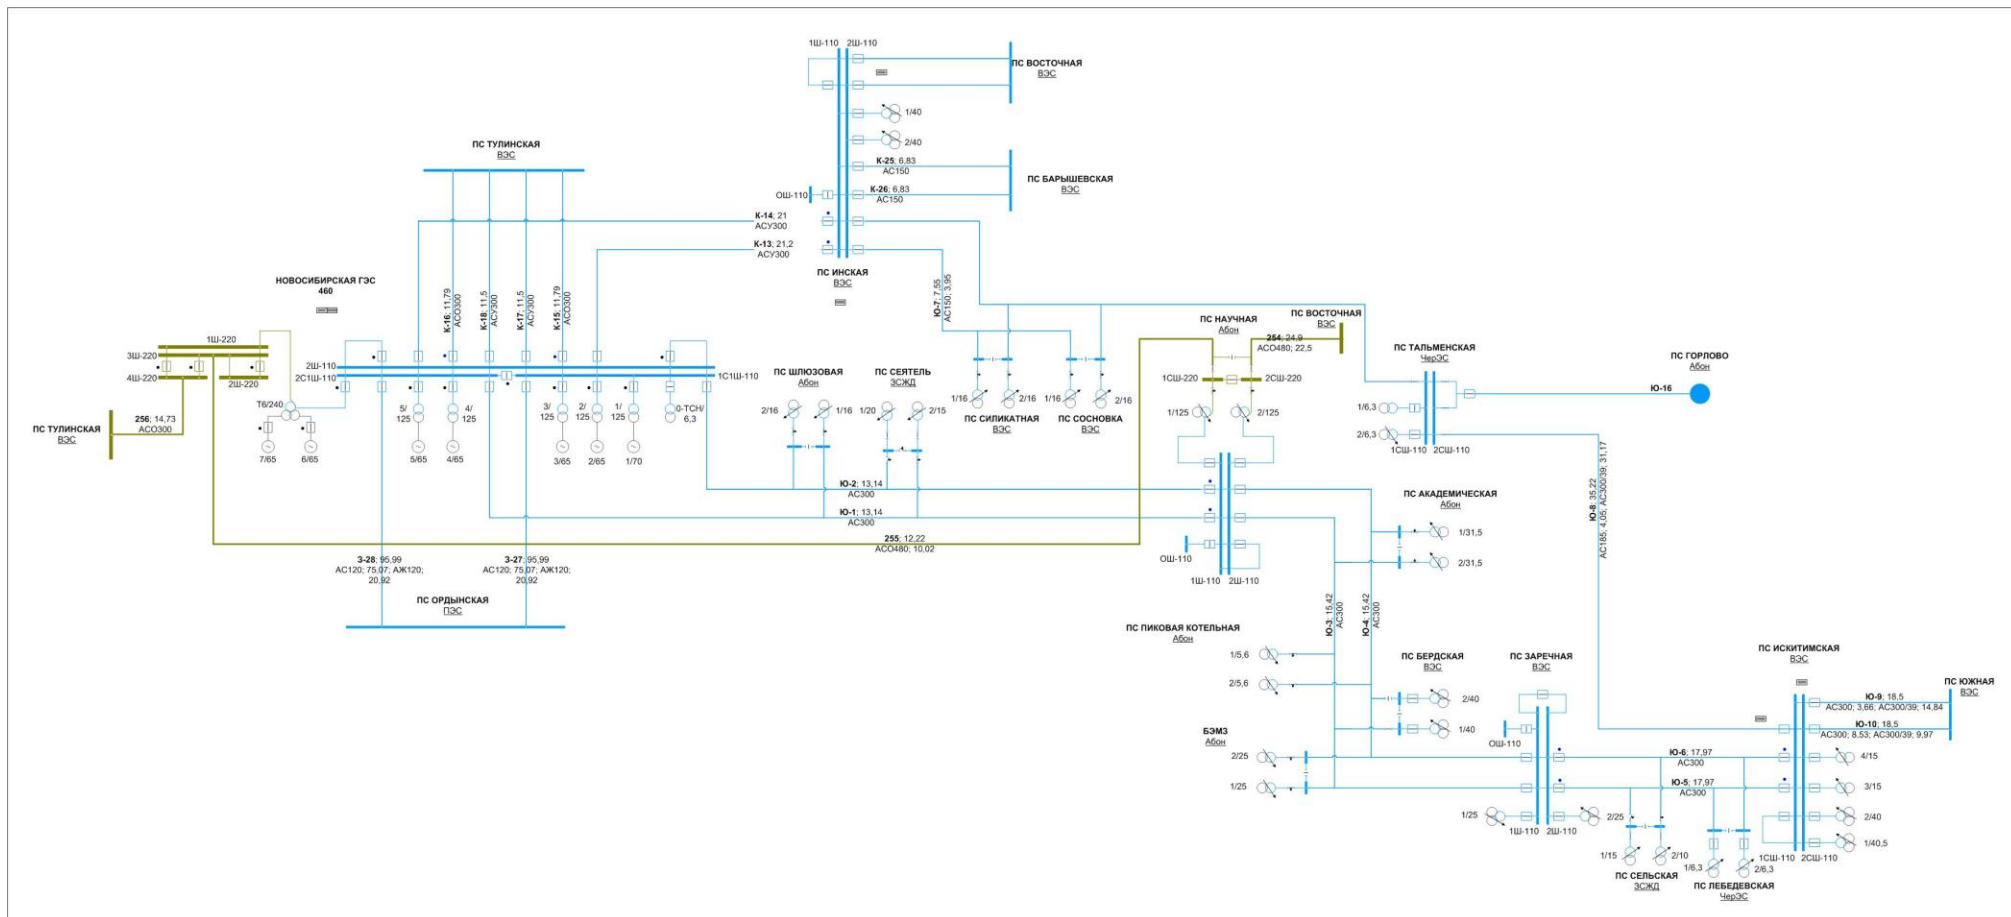 1Ш-110
2Ш-110
ПС ВОСТОЧНАЯ
ВЭС
1/40
2/40
К-25; 6,83
АС150
ПС БАРЫШЕВСКАЯ
ВЭС
ОШ-110
К-26; 6,83
АС150
ПС ТУЛИНСКАЯ
ВЭС
К-14; 21
АСУ300
К-13; 21,2
АСУ300
ПС ИНСКАЯ
ВЭС
НОВОСИБИРСКАЯ ГЭС
460
К-16; 11,79
АСО300
К-18; 11,5
АСУ300
К-17; 11,5
АСУ300
К-15; 11,79
АСО300
Ю-7; 7,55
АС150; 3,95
1Ш-220
3Ш-220
4Ш-220
2Ш-220
2Ш-110
2С1Ш-110
1С1Ш-110
Т6/240
7/65
6/65
5/
125
5/65
4/
125
4/65
3/
125
3/65
2/
125
2/65
1/
125
1/70
0-ТСН/
6,3
256; 14,73
АСО300
ПС ТУЛИНСКАЯ
ВЭС
ПС ШЛЮЗОВАЯ
Абон
2/16
1/16
ПС СЕЯТЕЛЬ
ЗСЖД
1/20
2/15
1/16
2/16
ПС СИЛИКАТНАЯ
ВЭС
1/16
2/16
ПС СОСНОВКА
ВЭС
ПС НАУЧНАЯ
Абон
254; 24,9
АСО480; 22,5
ПС ВОСТОЧНАЯ
ВЭС
1СШ-220
2СШ-220
1/125
2/125
ПС ТАЛЬМЕНСКАЯ
ЧерЭС
1/6,3
2/6,3
1СШ-110
2СШ-110
Ю-16
ПС ГОРЛОВО
Абон
Ю-2; 13,14
АС300
Ю-1; 13,14
АС300
255; 12,22
АСО480; 10,02
З-28; 95,99
АС120; 75,07; АЖ120;
20,92
З-27; 95,99
АС120; 75,07; АЖ120;
20,92
ПС ОРДЫНСКАЯ
ПЭС
ОШ-110
1Ш-110
2Ш-110
ПС АКАДЕМИЧЕСКАЯ
Абон
1/31,5
2/31,5
Ю-8; 35,22
АС185; 4,05; АС300/39; 31,17
Ю-3; 15,42
АС300
Ю-4; 15,42
АС300
ПС ПИКОВАЯ КОТЕЛЬНАЯ
Абон
1/5,6
2/5,6
ПС БЕРДСКАЯ
ВЭС
2/40
1/40
БЭМЗ
Абон
2/25
1/25
ПС ЗАРЕЧНАЯ
ВЭС
ОШ-110
1/25
1Ш-110
2Ш-110
2/25
Ю-6; 17,97
АС300
Ю-5; 17,97
АС300
ПС ИСКИТИМСКАЯ
ВЭС
Ю-9; 18,5
АС300; 3,66; АС300/39; 14,84
Ю-10; 18,5
АС300; 8,53; АС300/39; 9,97
ПС ЮЖНАЯ
ВЭС
4/15
3/15
2/40
1/40,5
1СШ-110
2СШ-110
1/15
2/10
ПС СЕЛЬСКАЯ
ЗСЖД
1/6,3
2/6,3
ПС ЛЕБЕДЕВСКАЯ
ЧерЭС